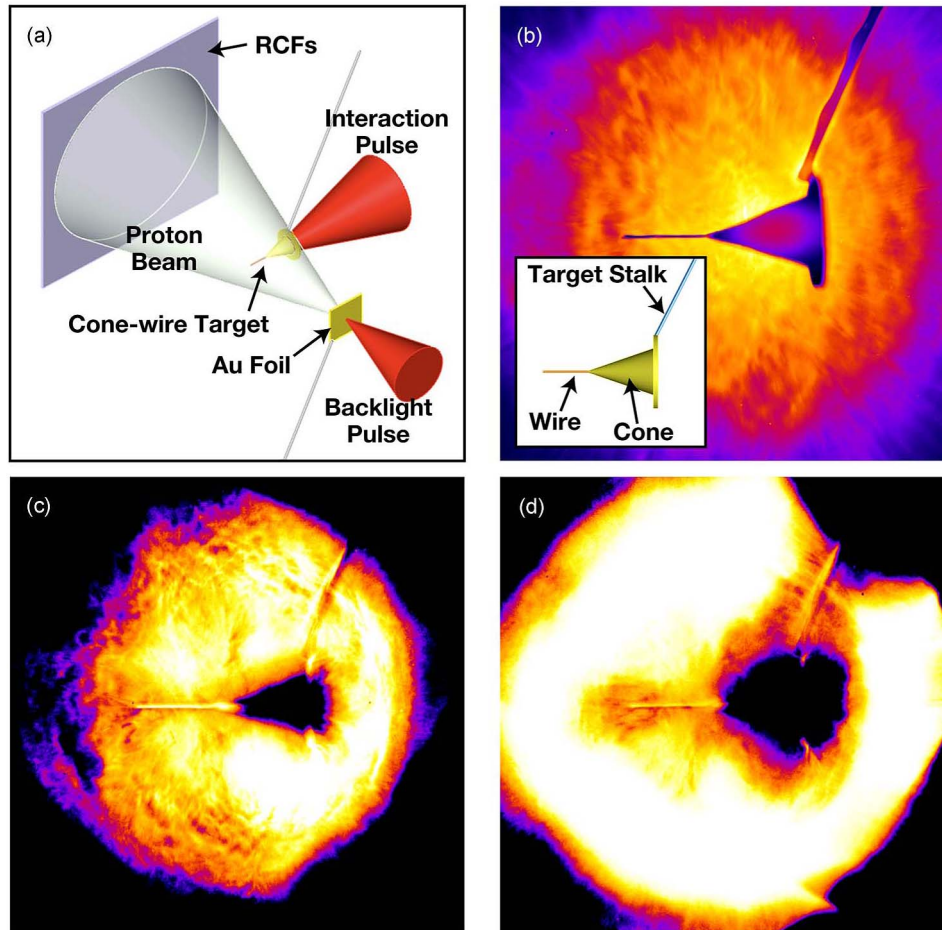 (a)
RCFs
Interaction
Pulse
Proton
Beam
Cone-wire Target
Au Foil
Backlight
Pulse
(b)
Target Stalk
Wire
Cone
(c)
(d)